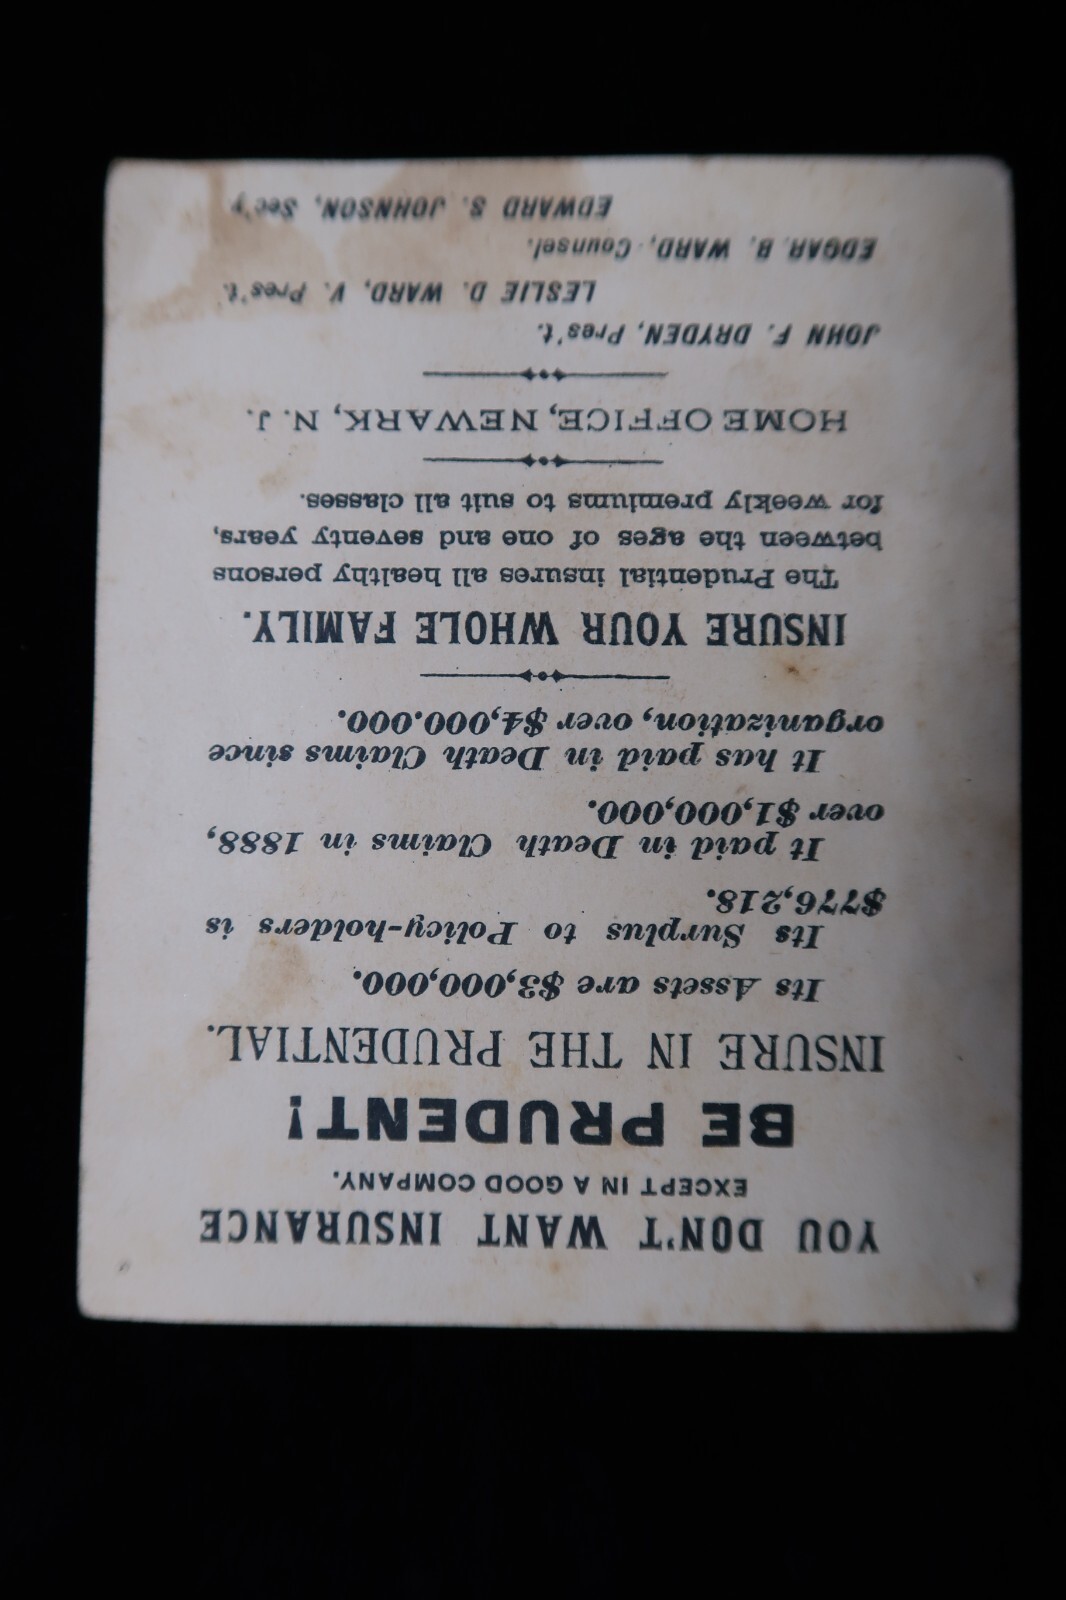 YOU DON'T WANT INSURANCE
EXCEPT IN A GOOD COMPANY.
BE PRUDENT!
INSURE IN THE PRUDENTIAL.
Its Assets are $3,000,000.
Its Surplus to Policy-holders is
$776,218.
It paid in Death Claims in 1888,
over $1,000,000.
It has paid in Death Claims since
organization, over $4,000.000.
INSURE YOUR WHOLE FAMILY.
The Prudential insures all healthy persons
between the ages of one and seventy years,
for weekly premiums to suit all classes.
HOME OFFICE, NEWARK, N. J.
JOHN F. DRYDEN, Pres't.
LESLIE D. WARD, V. Pres't.
EDGAR B. WARD, Counsel.
EDWARD S. JOHNSON, Sec'y